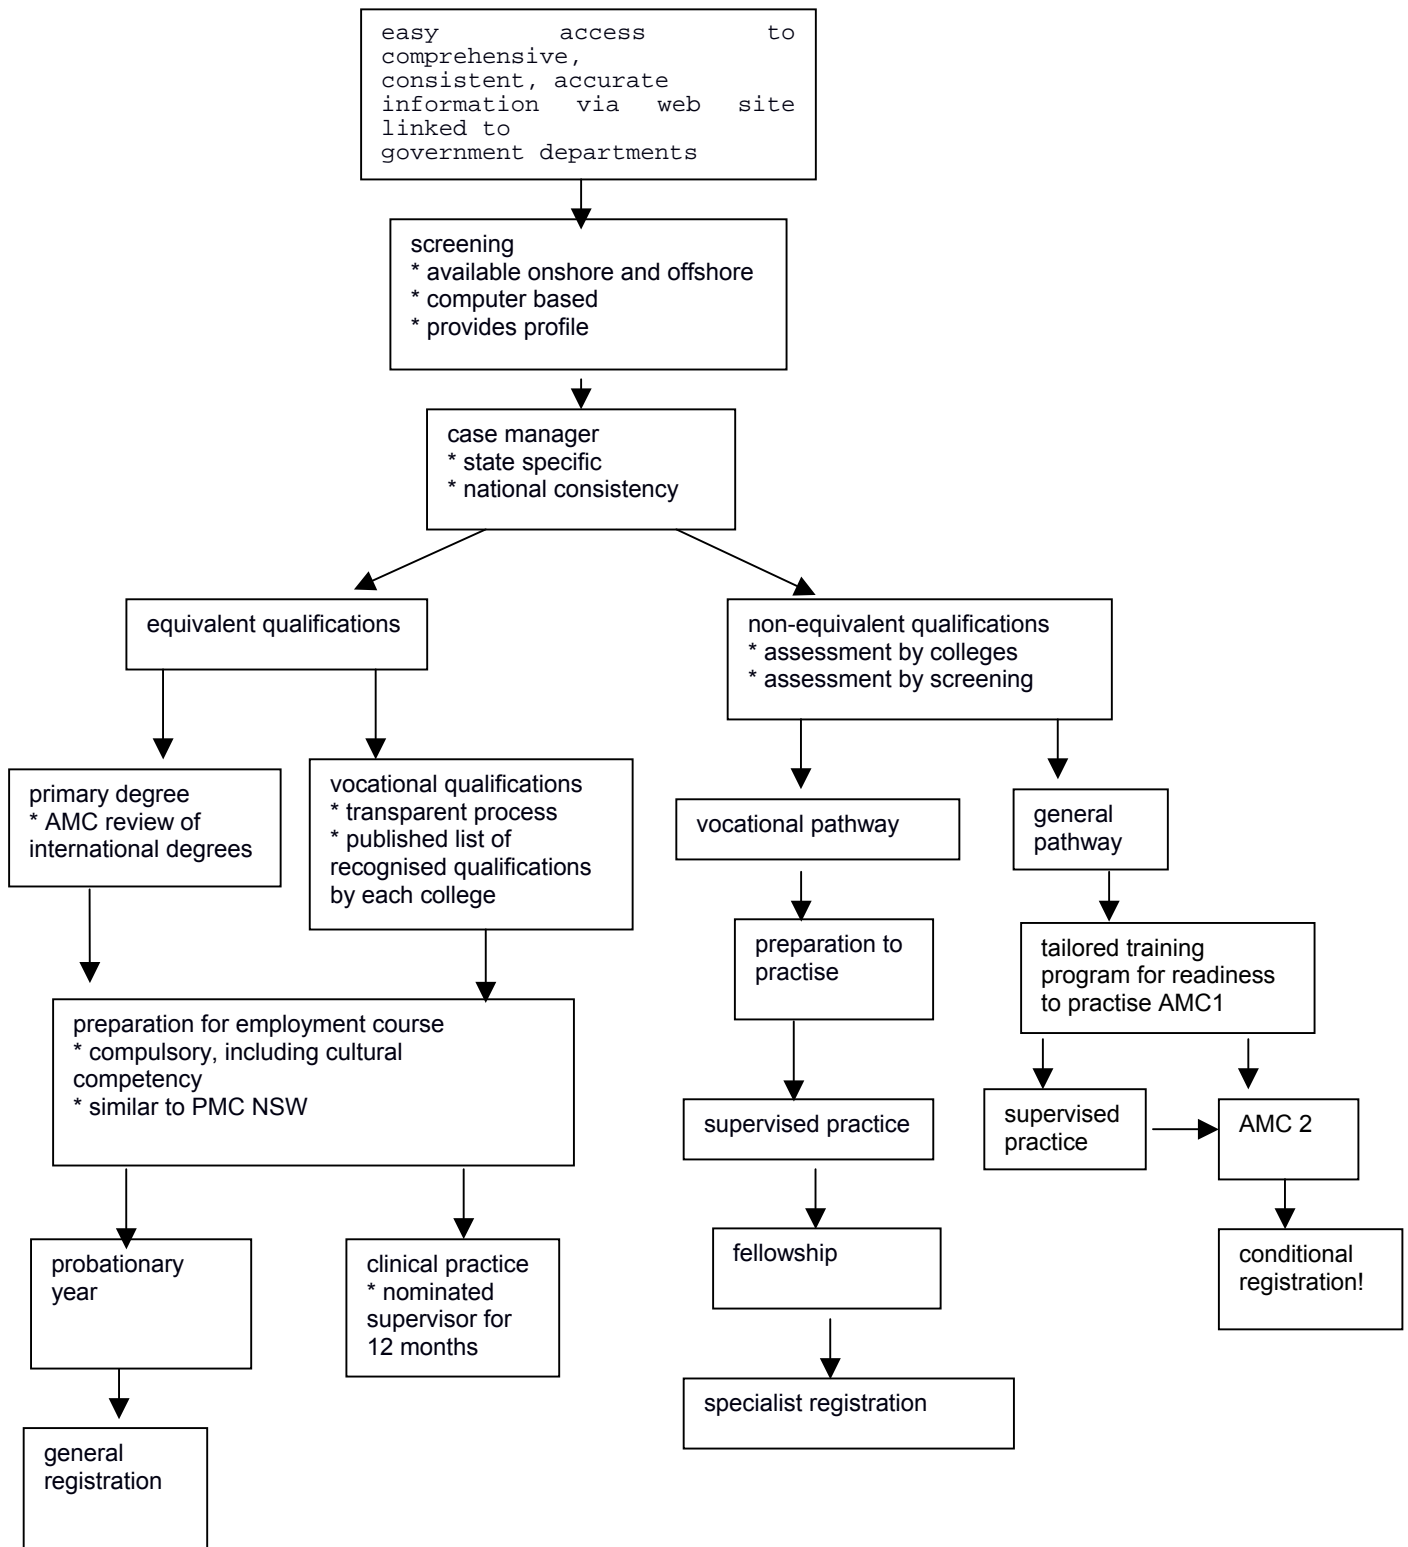 easy access to
comprehensive,
consistent, accurate
information via web site
linked to
government departments
screening
* available onshore and offshore
* computer based
* provides profile
case manager
* state specific
* national consistency
equivalent qualifications
non-equivalent qualifications
* assessment by colleges
* assessment by screening
primary degree
* AMC review of
international degrees
vocational qualifications
* transparent process
* published list of
recognised qualifications
by each college
vocational pathway
general
pathway
preparation to
practise
tailored training
program for readiness
to practise AMC1
preparation for employment course
* compulsory, including cultural
competency
* similar to PMC NSW
supervised practice
supervised
practice
AMC 2
probationary
year
clinical practice
* nominated
supervisor for
12 months
fellowship
conditional
registration!
specialist registration
general
registration